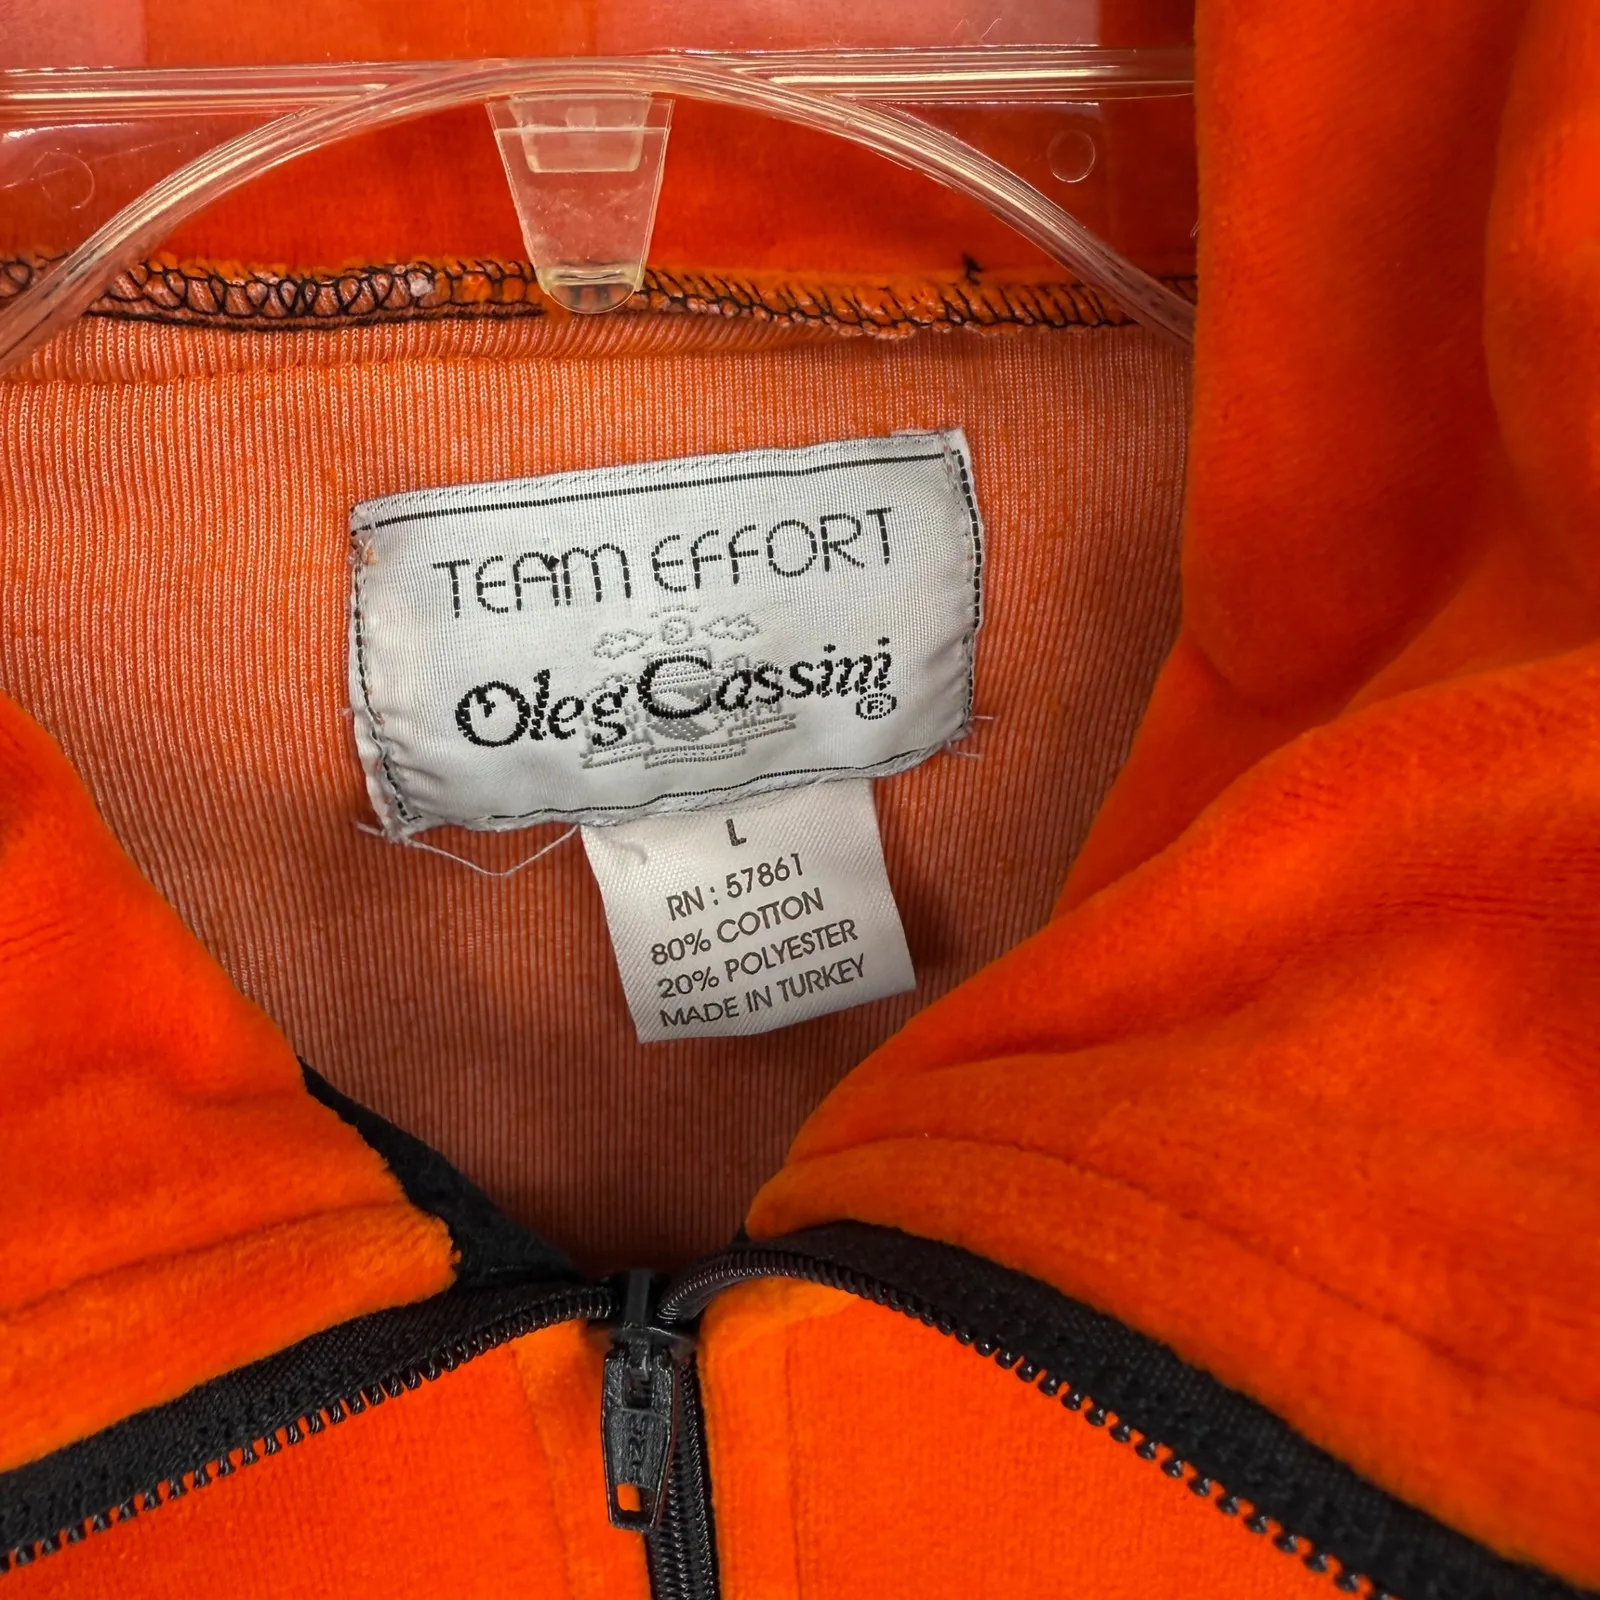 TEAM EFFORT
Oleg Cassini
®
L
RN: 57861
80% COTTON
20% POLYESTER
MADE IN TURKEY